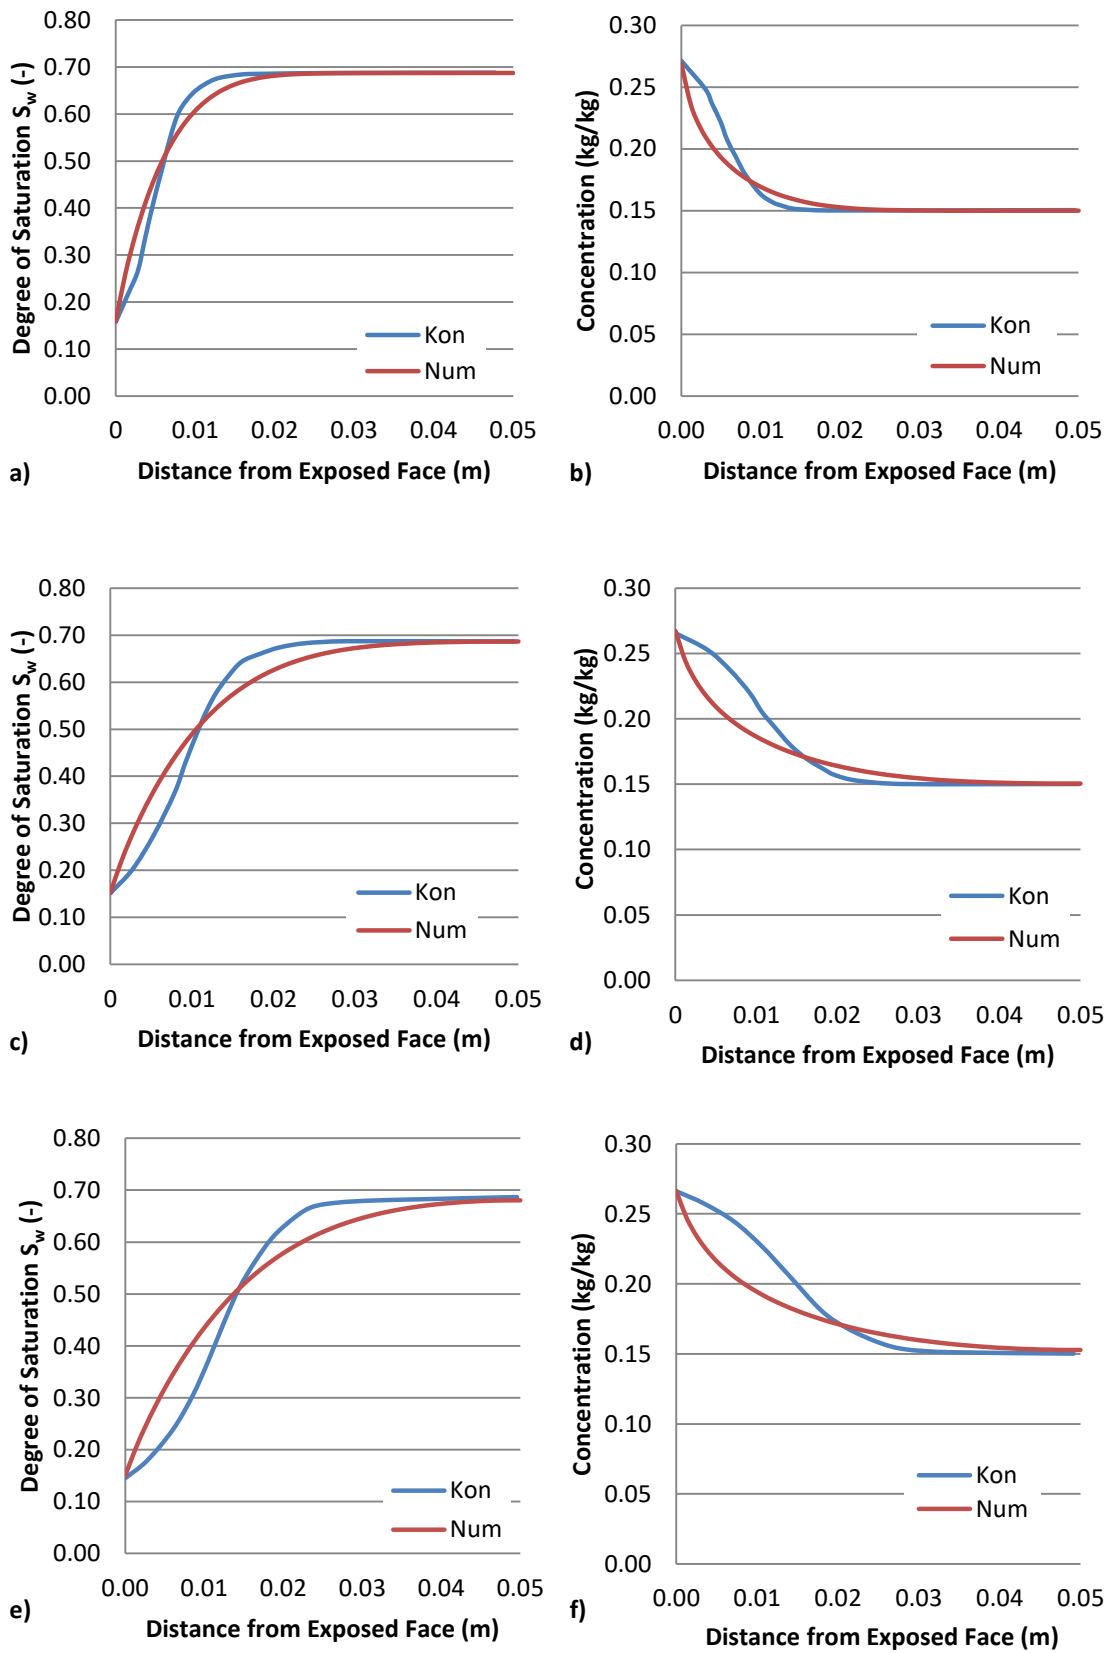 0.80
0.70
0.60
0.50
0.40
0.30
0.20
0.10
0.00
Degree of Saturation Sw (-)
Kon
Num
0 0.01 0.02 0.03 0.04 0.05
Distance from Exposed Face (m)
a)
0.30
0.25
0.20
0.15
0.10
0.05
0.00
Concentration (kg/kg)
Kon
Num
0.00 0.01 0.02 0.03 0.04 0.05
Distance from Exposed Face (m)
b)
0.80
0.70
0.60
0.50
0.40
0.30
0.20
0.10
0.00
Degree of Saturation Sw (-)
Kon
Num
0 0.01 0.02 0.03 0.04 0.05
Distance from Exposed Face (m)
c)
0.30
0.25
0.20
0.15
0.10
0.05
0.00
Concentration (kg/kg)
Kon
Num
0 0.01 0.02 0.03 0.04 0.05
Distance from Exposed Face (m)
d)
0.80
0.70
0.60
0.50
0.40
0.30
0.20
0.10
0.00
Degree of Saturation Sw (-)
Kon
Num
0.00 0.01 0.02 0.03 0.04 0.05
Distance from Exposed Face (m)
e)
0.30
0.25
0.20
0.15
0.10
0.05
0.00
Concentration (kg/kg)
Kon
Num
0.00 0.01 0.02 0.03 0.04 0.05
Distance from Exposed Face (m)
f)